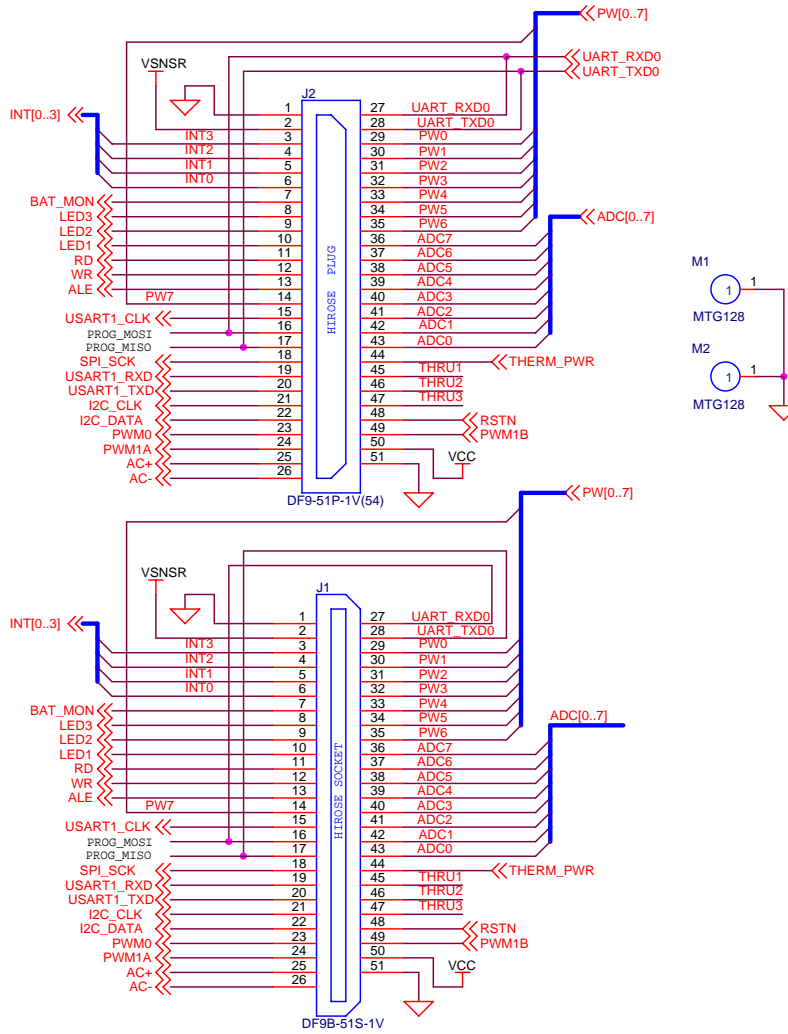 PW[0..7]
UART_RXD0
UART_TXD0
VSNSR
J2
INT[0..3]
1 27 UART_RXD0
2 28 UART_TXD0
INT3 3 29 PW0
INT2 4 30 PW1
INT1 5 31 PW2
INT0 6 32 PW3
BAT_MON 7 33 PW4
LED3 8 34 PW5
LED2 9 35 PW6
LED1 10 36 ADC7
RD 11 37 ADC6
WR 12 38 ADC5
ALE 13 39 ADC4
PW7 14 40 ADC3
USART1_CLK 15 41 ADC2
PROG_MOSI 16 42 ADC1
PROG_MISO 17 43 ADC0
SPI_SCK 18 44 THERM_PWR
USART1_RXD 19 45 THRU1
USART1_TXD 20 46 THRU2
I2C_CLK 21 47 THRU3
I2C_DATA 22 48 RSTN
PWM0 23 49 PWM1B
PWM1A 24 50
AC+ 25 51 VCC
AC- 26
HIROSE PLUG
DF9-51P-1V(54)
ADC[0..7]
M1
1 1
MTG128
M2
1 1
MTG128
PW[0..7]
VSNSR
J1
INT[0..3]
1 27 UART_RXD0
2 28 UART_TXD0
INT3 3 29 PW0
INT2 4 30 PW1
INT1 5 31 PW2
INT0 6 32 PW3
BAT_MON 7 33 PW4
LED3 8 34 PW5
LED2 9 35 PW6
LED1 10 36 ADC7
RD 11 37 ADC6
WR 12 38 ADC5
ALE 13 39 ADC4
PW7 14 40 ADC3
USART1_CLK 15 41 ADC2
PROG_MOSI 16 42 ADC1
PROG_MISO 17 43 ADC0
SPI_SCK 18 44 THERM_PWR
USART1_RXD 19 45 THRU1
USART1_TXD 20 46 THRU2
I2C_CLK 21 47 THRU3
I2C_DATA 22 48 RSTN
PWM0 23 49 PWM1B
PWM1A 24 50
AC+ 25 51 VCC
AC- 26
HIROSE SOCKET
DF9B-51S-1V
ADC[0..7]